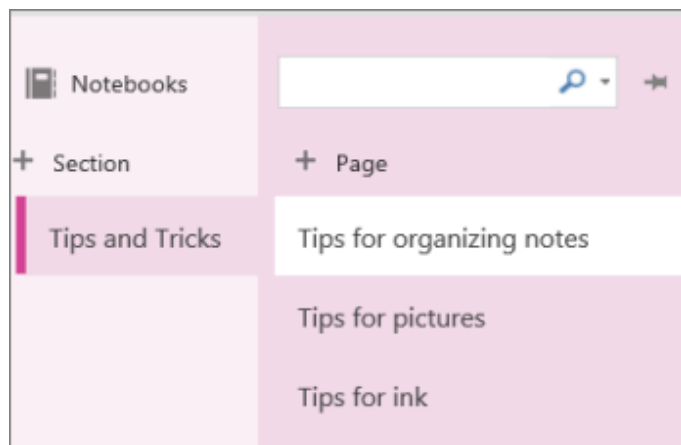 Notebooks
+ Section
+ Page
Tips and Tricks
Tips for organizing notes
Tips for pictures
Tips for ink